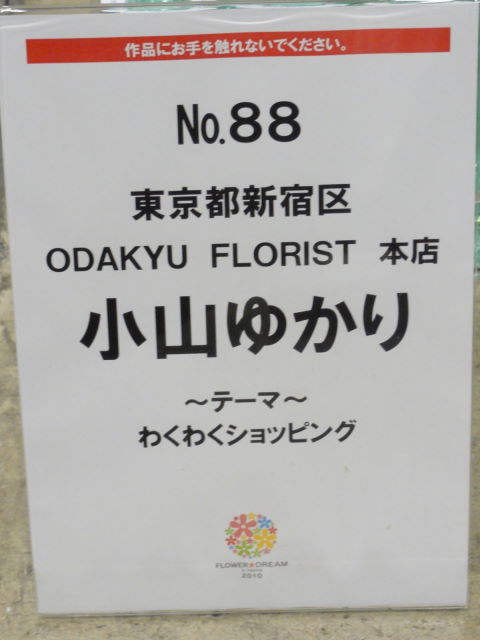 作品にお手を触れないでください。
No.88
東京都新宿区
ODAKYU FLORIST 本店
小山ゆかり
～テーマ～
わくわくショッピング
FLOWER★DREAM
2010